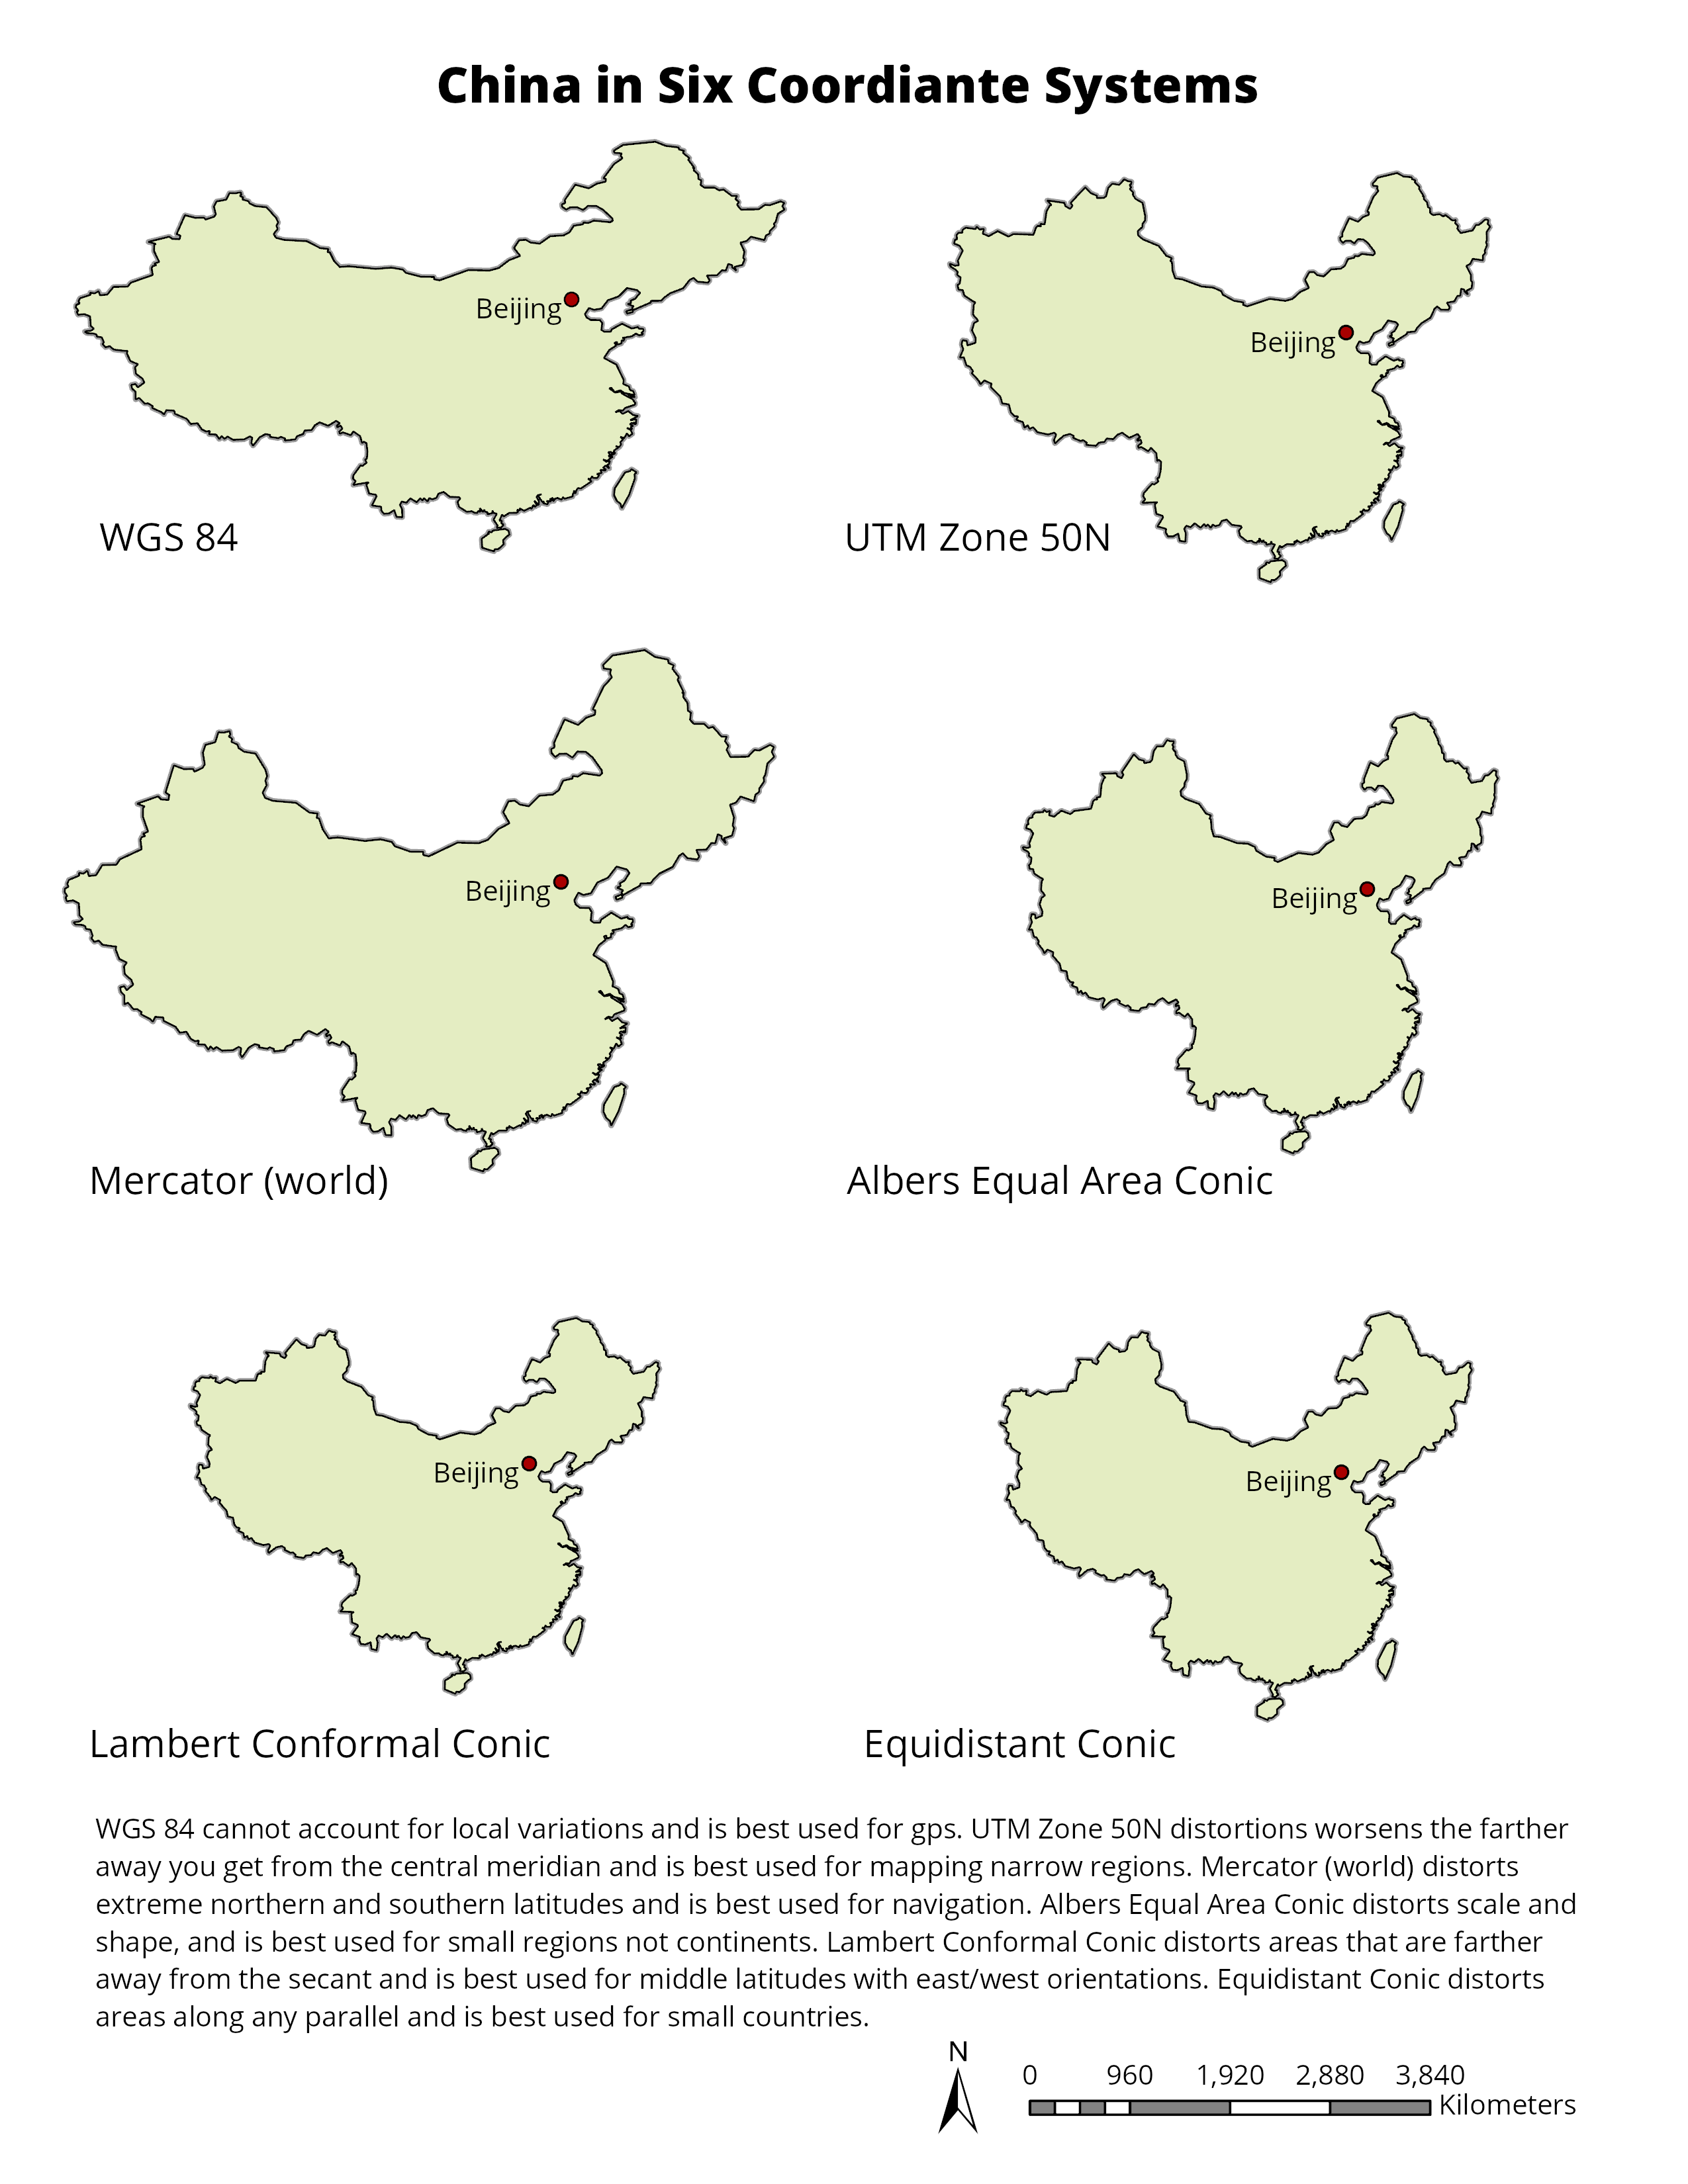 China in Six Coordiante Systems
Beijing
WGS 84
Beijing
UTM Zone 50N
Beijing
Mercator (world)
Beijing
Albers Equal Area Conic
Beijing
Lambert Conformal Conic
Beijing
Equidistant Conic
WGS 84 cannot account for local variations and is best used for gps. UTM Zone 50N distortions worsens the farther
away you get from the central meridian and is best used for mapping narrow regions. Mercator (world) distorts
extreme northern and southern latitudes and is best used for navigation. Albers Equal Area Conic distorts scale and
shape, and is best used for small regions not continents. Lambert Conformal Conic distorts areas that are farther
away from the secant and is best used for middle latitudes with east/west orientations. Equidistant Conic distorts
areas along any parallel and is best used for small countries.
N
0 960 1,920 2,880 3,840
Kilometers